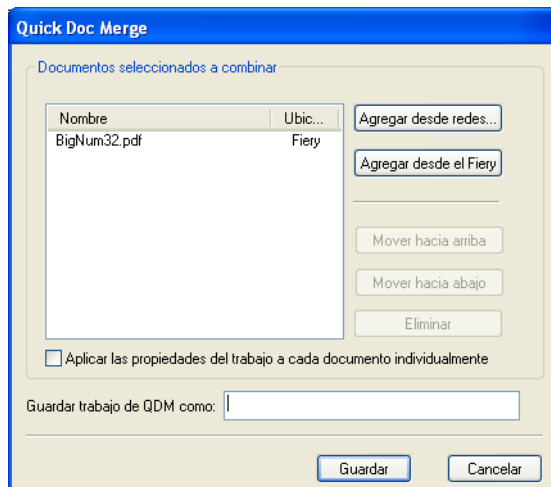 Quick Doc Merge
Documentos seleccionados a combinar
Nombre Ubic...
BigNum32.pdf Fiery
Agregar desde redes...
Agregar desde el Fiery
Mover hacia arriba
Mover hacia abajo
Eliminar
Aplicar las propiedades del trabajo a cada documento individualmente
Guardar trabajo de QDM como:
Guardar Cancelar